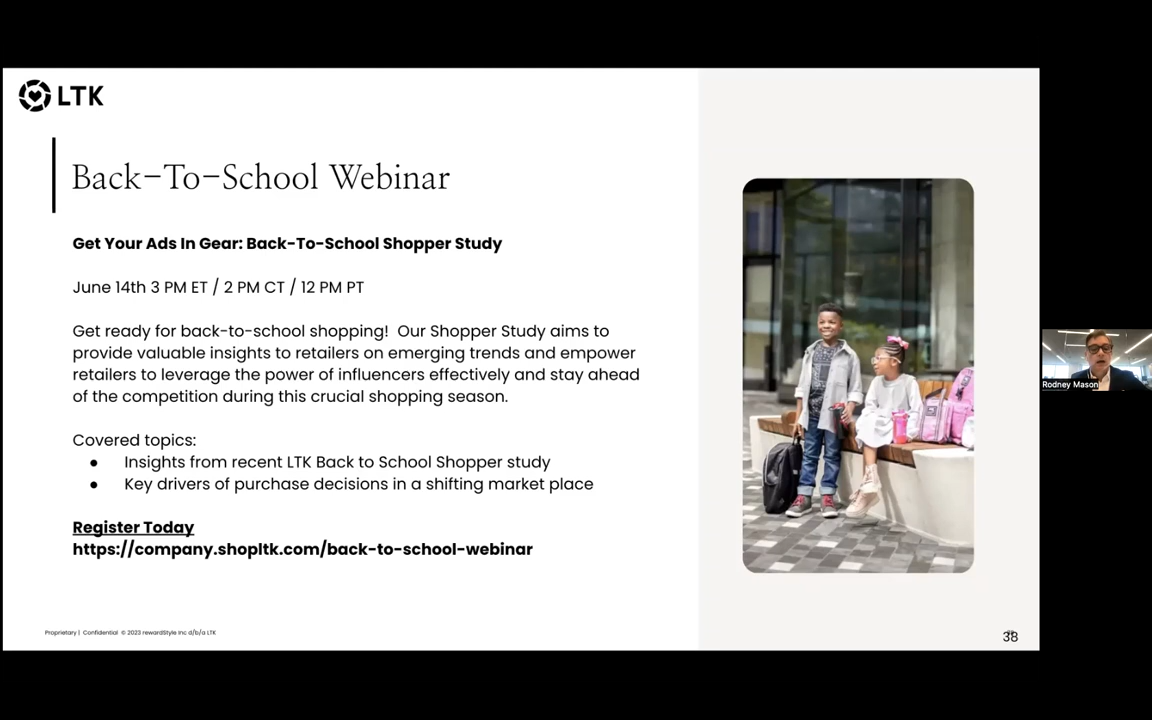 LTK
Back-To-School Webinar
Get Your Ads In Gear: Back-To-School Shopper Study
June 14th 3 PM ET / 2 PM CT / 12 PM PT
Get ready for back-to-school shopping! Our Shopper Study aims to
provide valuable insights to retailers on emerging trends and empower
retailers to leverage the power of influencers effectively and stay ahead
of the competition during this crucial shopping season.
Covered topics:
● Insights from recent LTK Back to School Shopper study
● Key drivers of purchase decisions in a shifting market place
Register Today
https://company.shopltk.com/back-to-school-webinar
Proprietary | Confidential © 2023 rewardStyle Inc d/b/a LTK
38
Rodney Mason